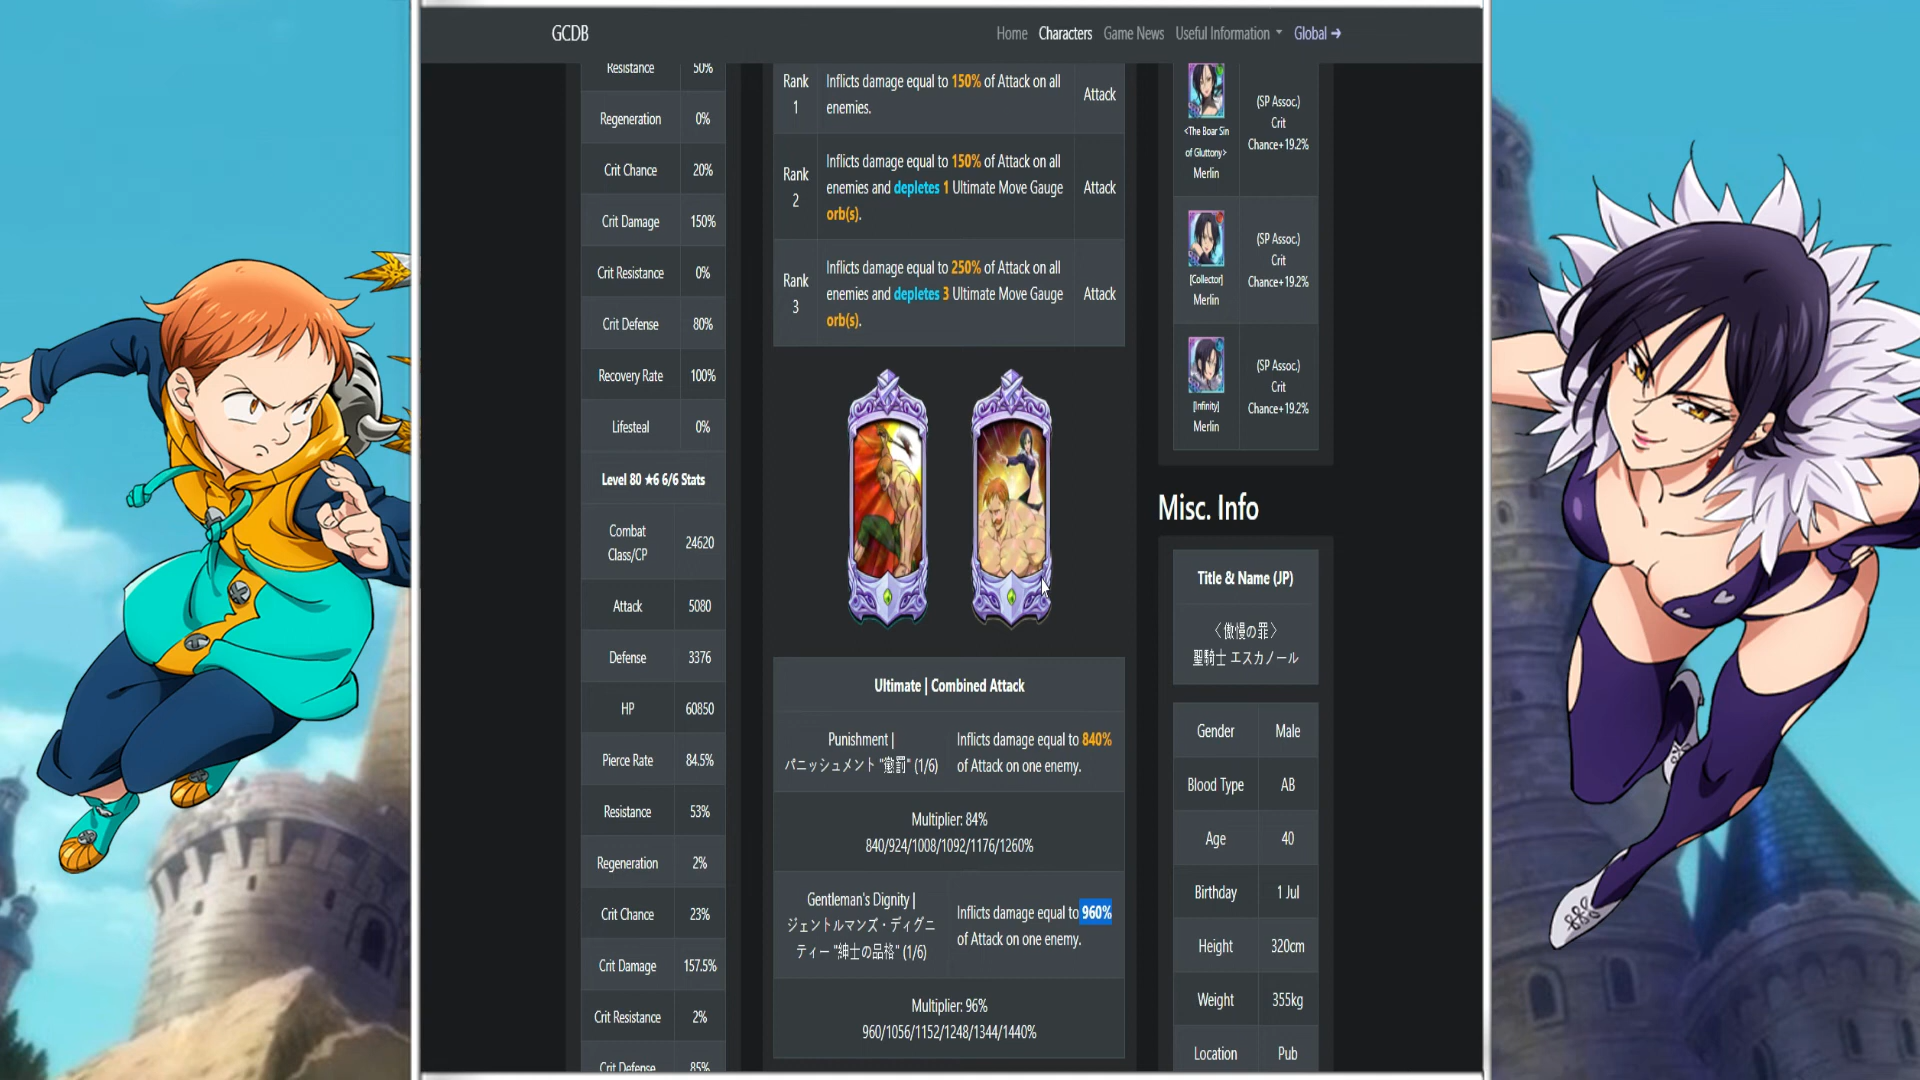 GCDB
Home Characters Game News Useful Information Global →
Resistance 50%
Regeneration 0%
Crit Chance 20%
Crit Damage 150%
Crit Resistance 0%
Crit Defense 80%
Recovery Rate 100%
Lifesteal 0%
Level 80 ★6 6/6 Stats
Combat
Class/CP
24620
Attack 5080
Defense 3376
HP 60850
Pierce Rate 84.5%
Resistance 53%
Regeneration 2%
Crit Chance 23%
Crit Damage 157.5%
Crit Resistance 2%
Crit Defense 85%
Rank
1
Inflicts damage equal to 150% of Attack on all
enemies.
Attack
Rank
2
Inflicts damage equal to 150% of Attack on all
enemies and depletes 1 Ultimate Move Gauge
orb(s).
Attack
Rank
3
Inflicts damage equal to 250% of Attack on all
enemies and depletes 3 Ultimate Move Gauge
orb(s).
Attack
Ultimate | Combined Attack
Punishment |
パニッシュメント "懲罰" (1/6)
Inflicts damage equal to 840%
of Attack on one enemy.
Multiplier: 84%
840/924/1008/1092/1176/1260%
Gentleman's Dignity |
ジェントルマンズ・ディグニ
ティー "紳士の品格" (1/6)
Inflicts damage equal to 960%
of Attack on one enemy.
Multiplier: 96%
960/1056/1152/1248/1344/1440%
<The Boar Sin
of Gluttony>
Merlin
(SP Assoc.)
Crit
Chance+19.2%
[Collector]
Merlin
(SP Assoc.)
Crit
Chance+19.2%
[Infinity]
Merlin
(SP Assoc.)
Crit
Chance+19.2%
Misc. Info
Title & Name (JP)
〈傲慢の罪〉
聖騎士 エスカノール
Gender Male
Blood Type AB
Age 40
Birthday 1 Jul
Height 320cm
Weight 355kg
Location Pub